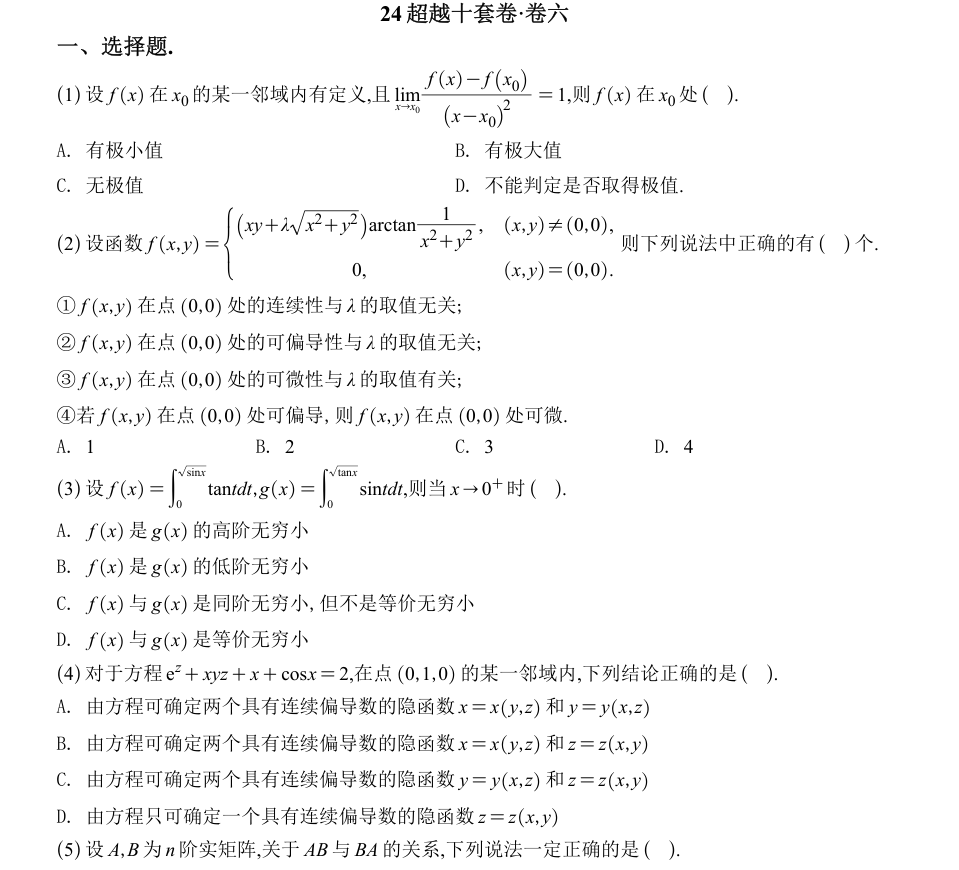 24超越十套卷·卷六
一、选择题.
(1) 设 f(x) 在 x₀ 的某一邻域内有定义,且 lim_{x→x₀} \frac{f(x)-f(x₀)}{(x-x₀)²} =1,则 f(x) 在 x₀ 处 ( ).
A. 有极小值 B. 有极大值
C. 无极值 D. 不能判定是否取得极值.
(2) 设函数 f(x,y) = \begin{cases} (xy+λ\sqrt{x²+y²})arctan\frac{1}{x²+y²}, & (x,y)≠(0,0), \\ 0, & (x,y)=(0,0). \end{cases} 则下列说法中正确的有 ( ) 个.
① f(x,y) 在点 (0,0) 处的连续性与 λ 的取值无关;
② f(x,y) 在点 (0,0) 处的可偏导性与 λ 的取值无关;
③ f(x,y) 在点 (0,0) 处的可微性与 λ 的取值有关;
④若 f(x,y) 在点 (0,0) 处可偏导, 则 f(x,y) 在点 (0,0) 处可微.
A. 1 B. 2 C. 3 D. 4
(3) 设 f(x) = ∫_0^{\sqrt{sinx}} tantdt, g(x) = ∫_0^{\sqrt{tanx}} sintdt,则当 x→0⁺ 时 ( ).
A. f(x) 是 g(x) 的高阶无穷小
B. f(x) 是 g(x) 的低阶无穷小
C. f(x) 与 g(x) 是同阶无穷小, 但不是等价无穷小
D. f(x) 与 g(x) 是等价无穷小
(4) 对于方程 e^z + xyz + x + cosx = 2,在点 (0,1,0) 的某一邻域内,下列结论正确的是 ( ).
A. 由方程可确定两个具有连续偏导数的隐函数 x=x(y,z) 和 y=y(x,z)
B. 由方程可确定两个具有连续偏导数的隐函数 x=x(y,z) 和 z=z(x,y)
C. 由方程可确定两个具有连续偏导数的隐函数 y=y(x,z) 和 z=z(x,y)
D. 由方程只可确定一个具有连续偏导数的隐函数 z=z(x,y)
(5) 设 A,B 为 n 阶实矩阵,关于 AB 与 BA 的关系,下列说法一定正确的是 ( ).